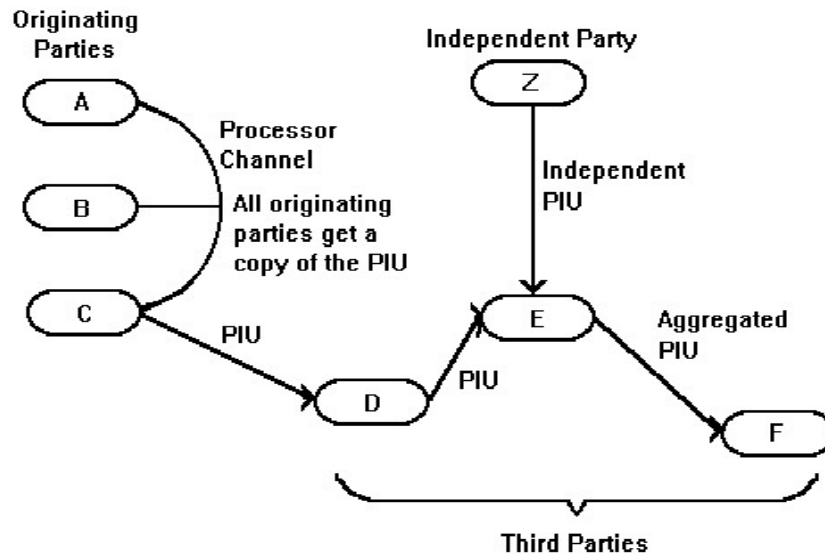 Originating
Parties
A
Independent Party
Z
Processor
Channel
Independent
PIU
B
All originating
parties get a
copy of the PIU
C
PIU
E
Aggregated
PIU
D
PIU
F
Third Parties